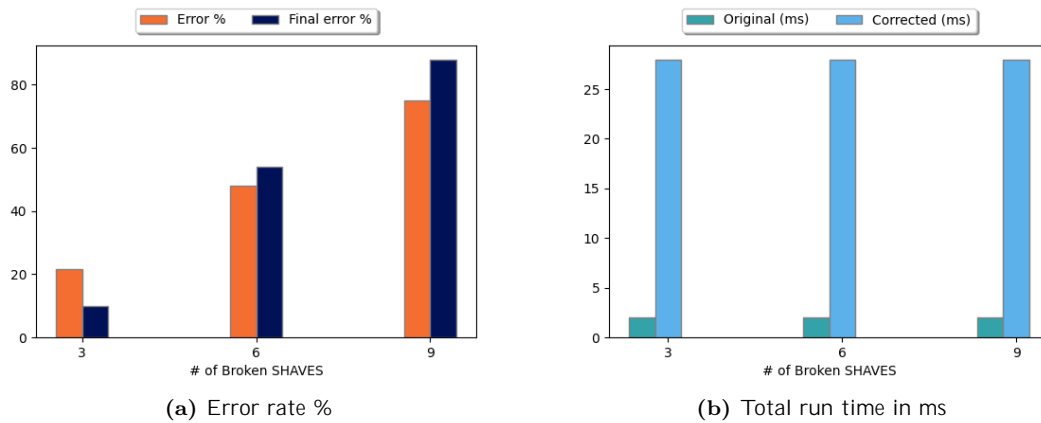 Error %
Final error %
80
60
40
20
0
3
6
9
# of Broken SHAVES
(a) Error rate %
Original (ms)
Corrected (ms)
25
20
15
10
5
0
3
6
9
# of Broken SHAVES
(b) Total run time in ms